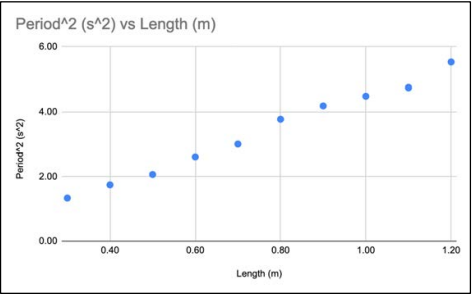 Period^2 (s^2) vs Length (m)
6.00
4.00
2.00
0.00
Period^2 (s^2)
0.40 0.60 0.80 1.00 1.20
Length (m)